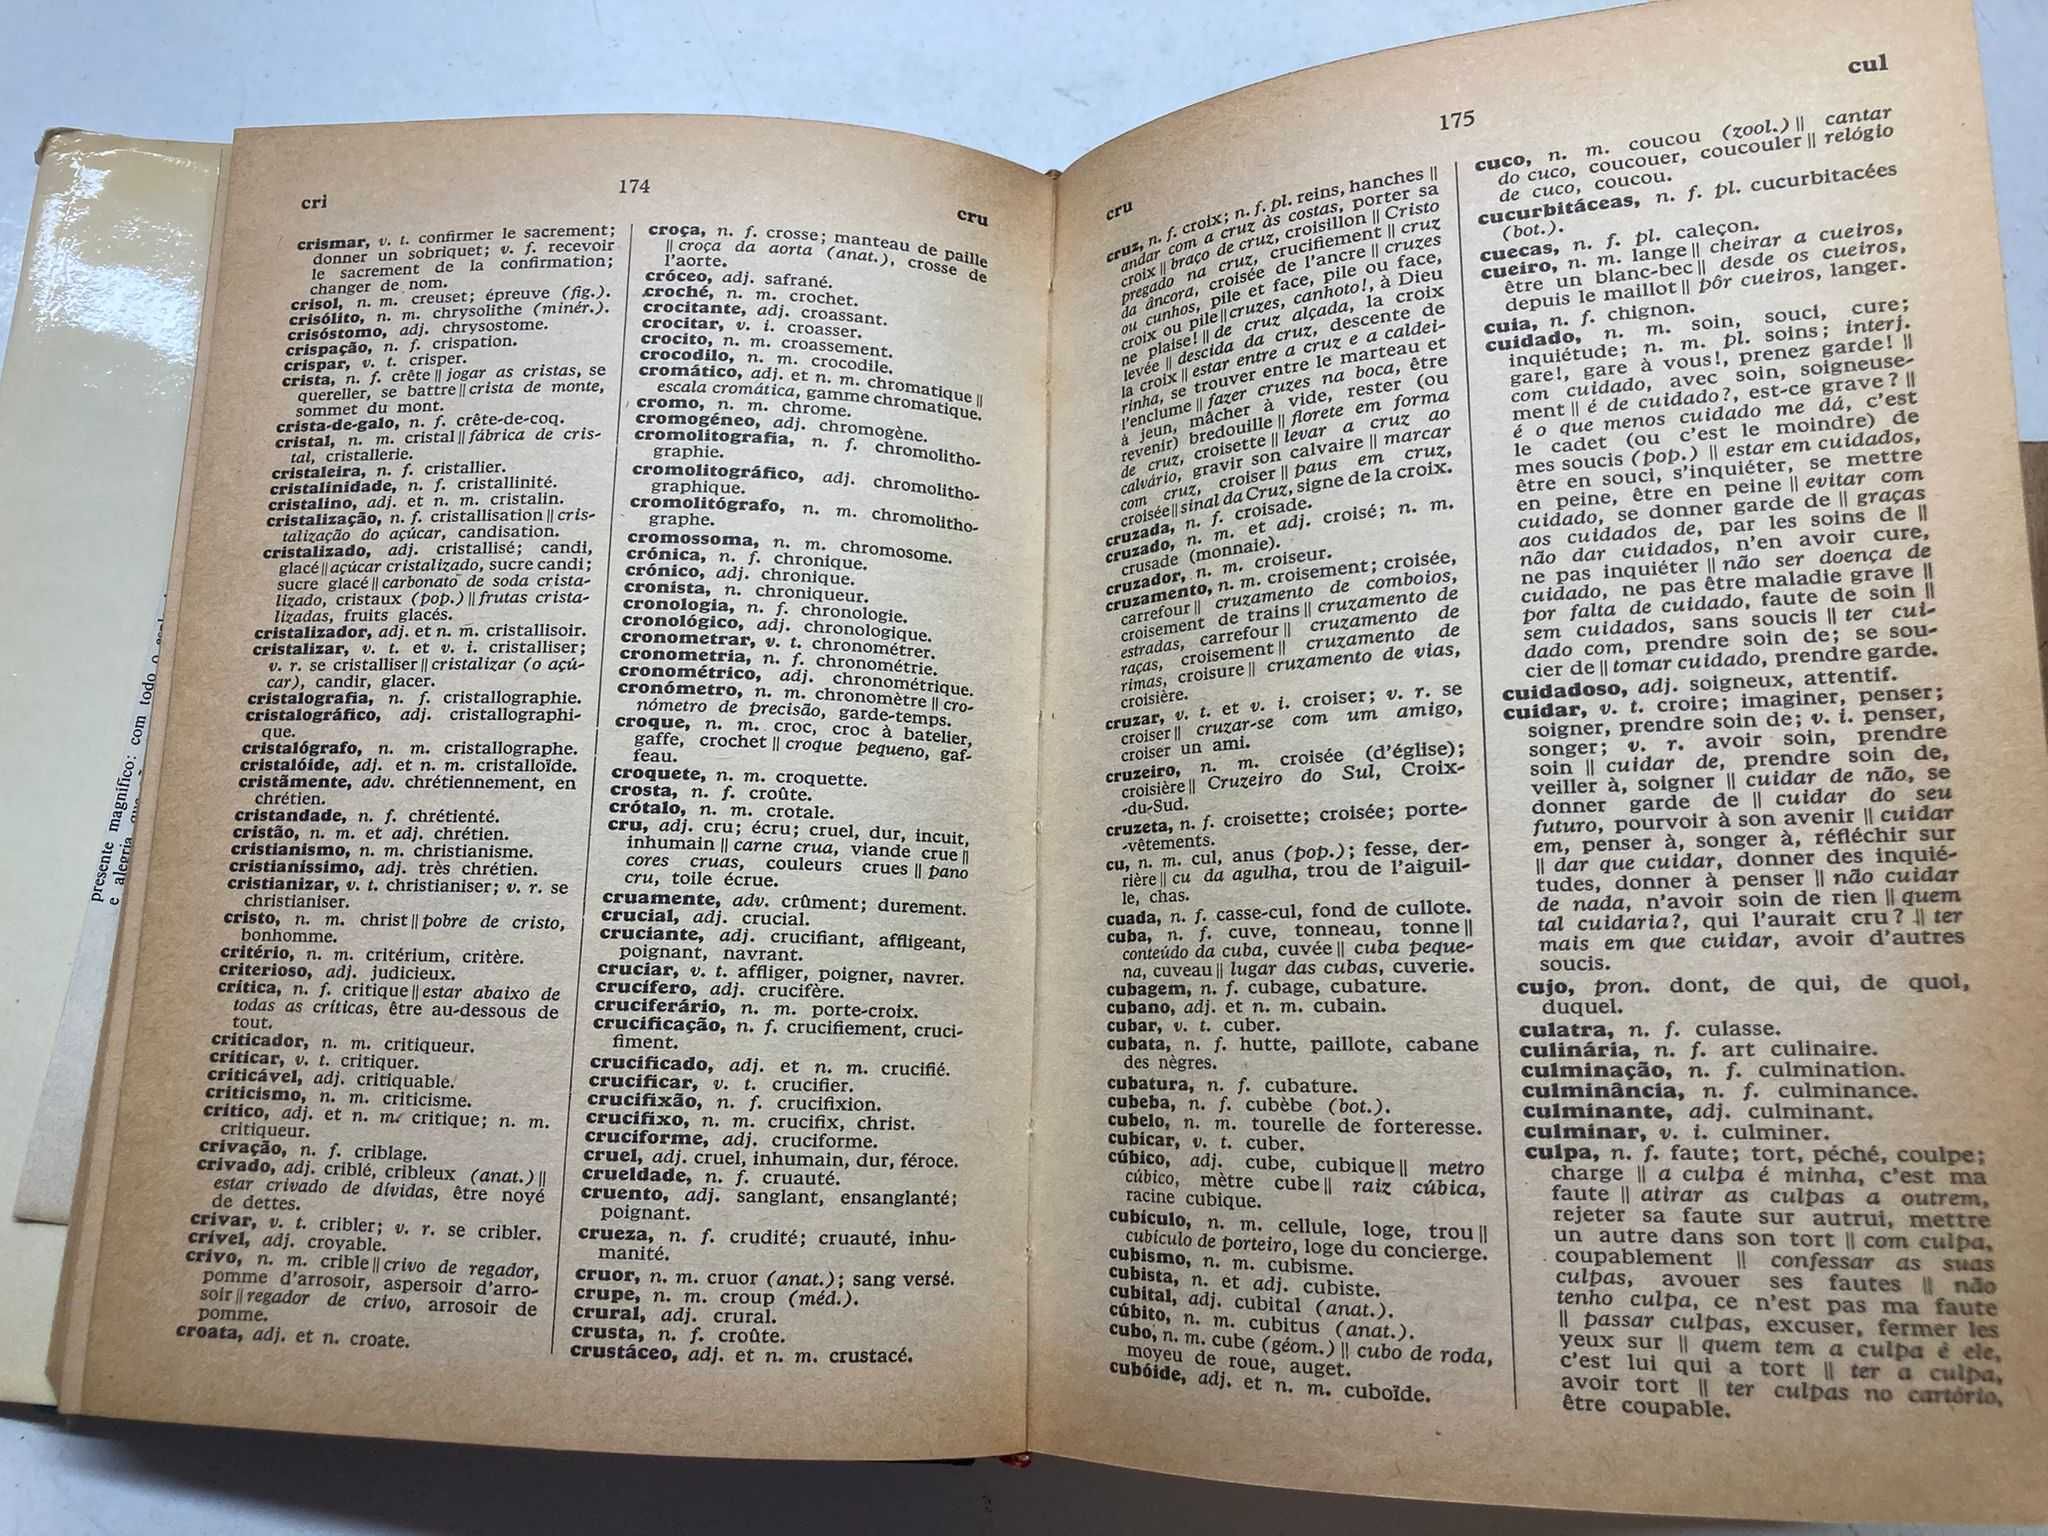 presente magnífico: com todo o
e alegria
cri
174
cru
crismar, v. t. confirmer le sacrement;
donner un sobriquet; v. f. recevoir
le sacrement de la confirmation;
changer de nom.
crisol, n. m. creuset; épreuve (fig.).
crisólito, n. m. chrysolithe (minér.).
crisóstomo, adj. chrysostome.
crispação, n. f. crispation.
crispar, v. t. crisper.
crista, n. f. crête || jogar as cristas, se
quereller, se battre || crista de monte,
sommet du mont.
crista-de-galo, n. f. crête-de-coq.
cristal, n. m. cristal || fábrica de cris-
tal, cristallerie.
cristaleira, n. f. cristallier.
cristalinidade, n. f. cristallinité.
cristalino, adj. et n. m. cristalin.
cristalização, n. f. cristallisation || cris-
talização do açúcar, candisation.
cristalizado, adj. cristallisé; candi,
glacé || açúcar cristalizado, sucre candi;
sucre glacé || carbonato de soda crista-
lizado, cristaux (pop.) || frutas crista-
lizadas, fruits glacés.
cristalizador, adj. et n. m. cristallisoir.
cristalizar, v. t. et v. i. cristalliser;
v. r. se cristalliser || cristalizar (o açú-
car), candir, glacer.
cristalografia, n. f. cristallographie.
cristalográfico, adj. cristallographi-
que.
cristalógrafo, n. m. cristallographe.
cristalóide, adj. et n. m. cristalloïde.
cristãmente, adv. chrétiennement, en
chrétien.
cristandade, n. f. chrétienté.
cristão, n. m. et adj. chrétien.
cristianismo, n. m. christianisme.
cristianíssimo, adj. très chrétien.
cristianizar, v. t. christianiser; v. r. se
christianiser.
cristo, n. m. christ || pobre de cristo,
bonhomme.
critério, n. m. critérium, critère.
criterioso, adj. judicieux.
crítica, n. f. critique || estar abaixo de
todas as críticas, être au-dessous de
tout.
criticador, n. m. critiqueur.
criticar, v. t. critiquer.
criticável, adj. critiquable.
criticismo, n. m. criticisme.
crítico, adj. et n. m. critique; n. m.
critiqueur.
crivação, n. f. criblage.
crivado, adj. criblé, cribleux (anat.) ||
estar crivado de dívidas, être noyé
de dettes.
crivar, v. t. cribler; v. r. se cribler.
crível, adj. croyable.
crivo, n. m. crible || crivo de regador,
pomme d'arrosoir, aspersoir d'arro-
soir || regador de crivo, arrosoir de
pomme.
croata, adj. et n. croate.
croça, n. f. crosse; manteau de paille
|| croça da aorta (anat.), crosse de
l'aorte.
cróceo, adj. safrané.
croché, n. m. crochet.
crocitante, adj. croassant.
crocitar, v. i. croasser.
crocito, n. m. croassement.
crocodilo, n. m. crocodile.
cromático, adj. et n. m. chromatique ||
escala cromática, gamme chromatique.
cromo, n. m. chrome.
cromogéneo, adj. chromogène.
cromolitografia, n. f. chromolitho-
graphie.
cromolitográfico, adj. chromolitho-
graphique.
cromolitógrafo, n. m. chromolitho-
graphe.
cromossoma, n. m. chromosome.
crónica, n. f. chronique.
crónico, adj. chronique.
cronista, n. chroniqueur.
cronologia, n. f. chronologie.
cronológico, adj. chronologique.
cronometrar, v. t. chronométrer.
cronometria, n. f. chronométrie.
cronométrico, adj. chronométrique.
cronómetro, n. m. chronomètre || cro-
nómetro de precisão, garde-temps.
croque, n. m. croc, croc à batelier,
gaffe, crochet || croque pequeno, gaf-
feau.
croquete, n. m. croquette.
crosta, n. f. croûte.
crótalo, n. m. crotale.
cru, adj. cru; écru; cruel, dur, incuit,
inhumain || carne crua, viande crue ||
cores cruas, couleurs crues || pano
cru, toile écrue.
cruamente, adv. crûment; durement.
crucial, adj. crucial.
cruciante, adj. crucifiant, affligeant,
poignant, navrant.
cruciar, v. t. affliger, poigner, navrer.
crucífero, adj. crucifère.
cruciferário, n. m. porte-croix.
crucificação, n. f. crucifiement, cruci-
fiment.
crucificado, adj. et n. m. crucifié.
crucificar, v. t. crucifier.
crucifixão, n. f. crucifixion.
crucifixo, n. m. crucifix, christ.
cruciforme, adj. cruciforme.
cruel, adj. cruel, inhumain, dur, féroce.
crueldade, n. f. cruauté.
cruento, adj. sanglant, ensanglanté;
poignant.
crueza, n. f. crudité; cruauté, inhu-
manité.
cruor, n. m. cruor (anat.); sang versé.
crupe, n. m. croup (méd.).
crural, adj. crural.
crusta, n. f. croûte.
crustáceo, adj. et n. m. crustacé.
cru
175
cul
cruz, n. f. croix; n. f. pl. reins, hanches ||
andar com a cruz às costas, porter sa
croix || braço de cruz, croisillon || Cristo
pregado na cruz, crucifiement || cruz
da âncora, croisée de l'ancre || cruzes
ou cunhos, pile et face, pile ou face,
croix ou pile || cruzes, canhoto!, à Dieu
ne plaise! || de cruz alçada, la croix
levée || descida da cruz, descente de
la croix || estar entre a cruz e a caldei-
rinha, se trouver entre le marteau et
l'enclume || fazer cruzes na boca, être
à jeun, mâcher à vide, rester (ou
revenir) bredouille || florete em forma
de cruz, croisette || levar a cruz ao
calvário, gravir son calvaire || marcar
com cruz, croiser || paus em cruz,
croisée || sinal da Cruz, signe de la croix.
cruzada, n. f. croisade.
cruzado, n. m. et adj. croisé; n. m.
crusade (monnaie).
cruzador, n. m. croiseur.
cruzamento, n. m. croisement; croisée,
carrefour || cruzamento de comboios,
croisement de trains || cruzamento de
estradas, carrefour || cruzamento de
raças, croisement || cruzamento de
rimas, croisure || cruzamento de vias,
croisière.
cruzar, v. t. et v. i. croiser; v. r. se
croiser || cruzar-se com um amigo,
croiser un ami.
cruzeiro, n. m. croisée (d'église);
croisière || Cruzeiro do Sul, Croix-
-du-Sud.
cruzeta, n. f. croisette; croisée; porte-
-vêtements.
cu, n. m. cul, anus (pop.); fesse, der-
rière || cu da agulha, trou de l'aiguil-
le, chas.
cuada, n. f. casse-cul, fond de cullote.
cuba, n. f. cuve, tonneau, tonne ||
conteúdo da cuba, cuvée || cuba peque-
na, cuveau || lugar das cubas, cuverie.
cubagem, n. f. cubage, cubature.
cubano, adj. et n. m. cubain.
cubar, v. t. cuber.
cubata, n. f. hutte, paillote, cabane
des nègres.
cubatura, n. f. cubature.
cubeba, n. f. cubèbe (bot.).
cubelo, n. m. tourelle de forteresse.
cubicar, v. t. cuber.
cúbico, adj. cube, cubique || metro
cúbico, mètre cube || raiz cúbica,
racine cubique.
cubículo, n. m. cellule, loge, trou ||
cubículo de porteiro, loge du concierge.
cubismo, n. m. cubisme.
cubista, n. et adj. cubiste.
cubital, adj. cubital (anat.).
cúbito, n. m. cubitus (anat.).
cubo, n. m. cube (géom.) || cubo de roda,
moyeu de roue, auget.
cubóide, adj. et n. m. cuboïde.
cuco, n. m. coucou (zool.) || cantar
do cuco, coucouer, coucouler || relógio
de cuco, coucou.
cucurbitáceas, n. f. pl. cucurbitacées
(bot.).
cuecas, n. f. pl. caleçon.
cueiro, n. m. lange || cheirar a cueiros,
être un blanc-bec || desde os cueiros,
depuis le maillot || pôr cueiros, langer.
cuia, n. f. chignon.
cuidado, n. m. soin, souci, cure;
inquiétude; n. m. pl. soins; interj.
gare!, gare à vous!, prenez garde! ||
com cuidado, avec soin, soigneuse-
ment || é de cuidado?, est-ce grave? ||
é o que menos cuidado me dá, c'est
le cadet (ou c'est le moindre) de
mes soucis (pop.) || estar em cuidados,
être en souci, s'inquiéter, se mettre
en peine, être en peine || evitar com
cuidado, se donner garde de || graças
aos cuidados de, par les soins de ||
não dar cuidados, n'en avoir cure,
ne pas inquiéter || não ser doença de
cuidado, ne pas être maladie grave ||
por falta de cuidado, faute de soin ||
sem cuidados, sans soucis || ter cui-
dado com, prendre soin de; se sou-
cier de || tomar cuidado, prendre garde.
cuidadoso, adj. soigneux, attentif.
cuidar, v. t. croire; imaginer, penser;
soigner, prendre soin de; v. i. penser,
songer; v. r. avoir soin, prendre
soin || cuidar de, prendre soin de,
veiller à, soigner || cuidar de não, se
donner garde de || cuidar do seu
futuro, pourvoir à son avenir || cuidar
em, penser à, songer à, réfléchir sur
|| dar que cuidar, donner des inquié-
tudes, donner à penser || não cuidar
de nada, n'avoir soin de rien || quem
tal cuidaria?, qui l'aurait cru? || ter
mais em que cuidar, avoir d'autres
soucis.
cujo, pron. dont, de qui, de quoi,
duquel.
culatra, n. f. culasse.
culinária, n. f. art culinaire.
culminação, n. f. culmination.
culminância, n. f. culminance.
culminante, adj. culminant.
culminar, v. i. culminer.
culpa, n. f. faute; tort, péché, coulpe;
charge || a culpa é minha, c'est ma
faute || atirar as culpas a outrem,
rejeter sa faute sur autrui, mettre
un autre dans son tort || com culpa,
coupablement || confessar as suas
culpas, avouer ses fautes || não
tenho culpa, ce n'est pas ma faute
|| passar culpas, excuser, fermer les
yeux sur || quem tem a culpa é ele,
c'est lui qui a tort || ter a culpa,
avoir tort || ter culpas no cartório,
être coupable.